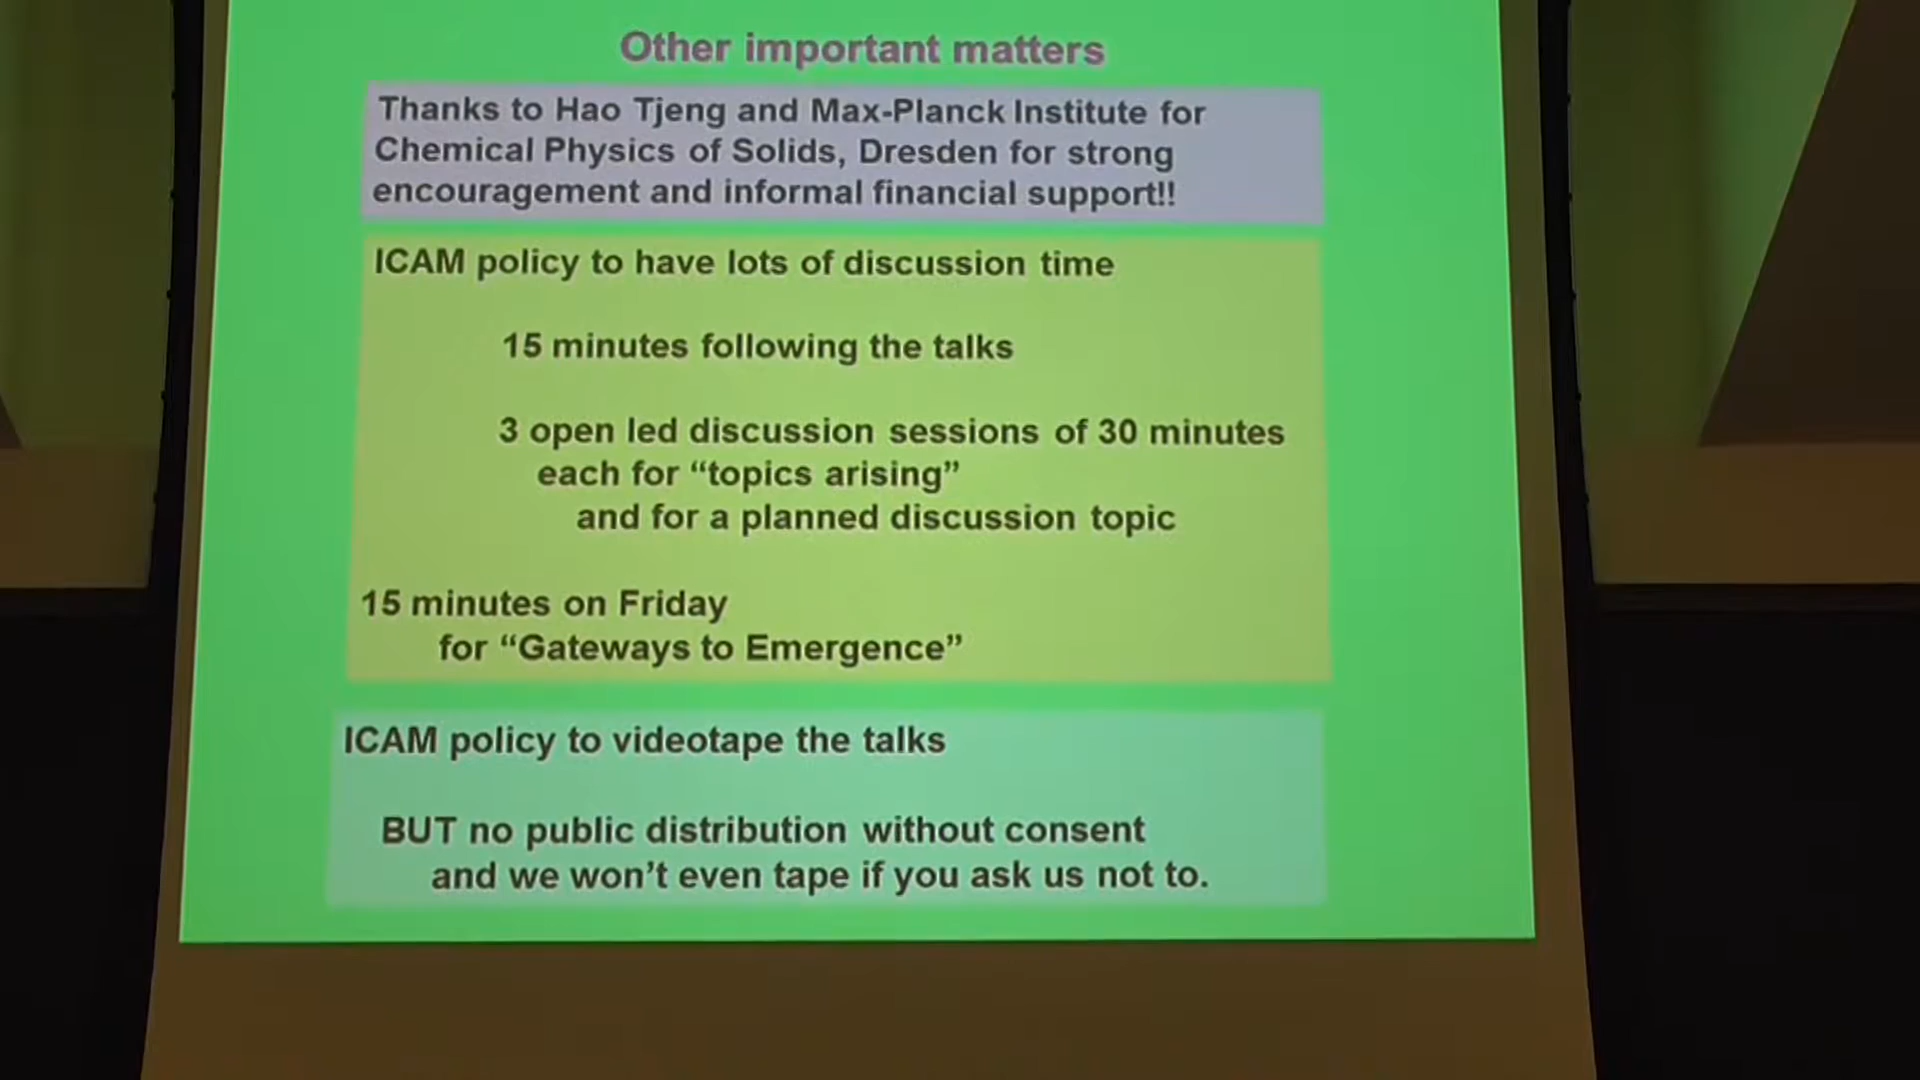 Other important matters
Thanks to Hao Tjeng and Max-Planck Institute for
Chemical Physics of Solids, Dresden for strong
encouragement and informal financial support!!
ICAM policy to have lots of discussion time
15 minutes following the talks
3 open led discussion sessions of 30 minutes
each for “topics arising”
and for a planned discussion topic
15 minutes on Friday
for “Gateways to Emergence”
ICAM policy to videotape the talks
BUT no public distribution without consent
and we won’t even tape if you ask us not to.